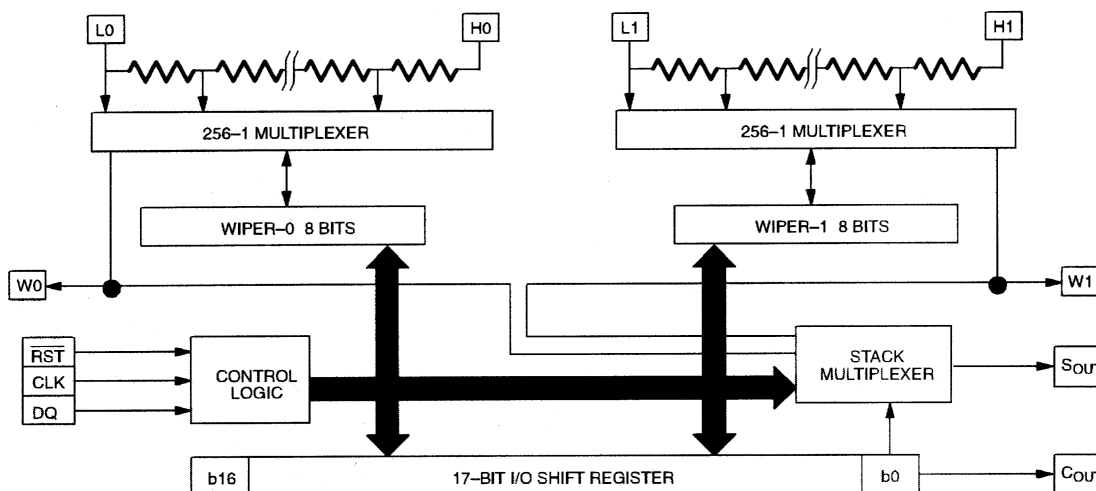 L0
H0
L1
H1
256–1 MULTIPLEXER
256–1 MULTIPLEXER
WIPER–0 8 BITS
WIPER–1 8 BITS
W0
W1
RST
CLK
DQ
CONTROL
LOGIC
STACK
MULTIPLEXER
SOUT
b16
17–BIT I/O SHIFT REGISTER
b0
COUT